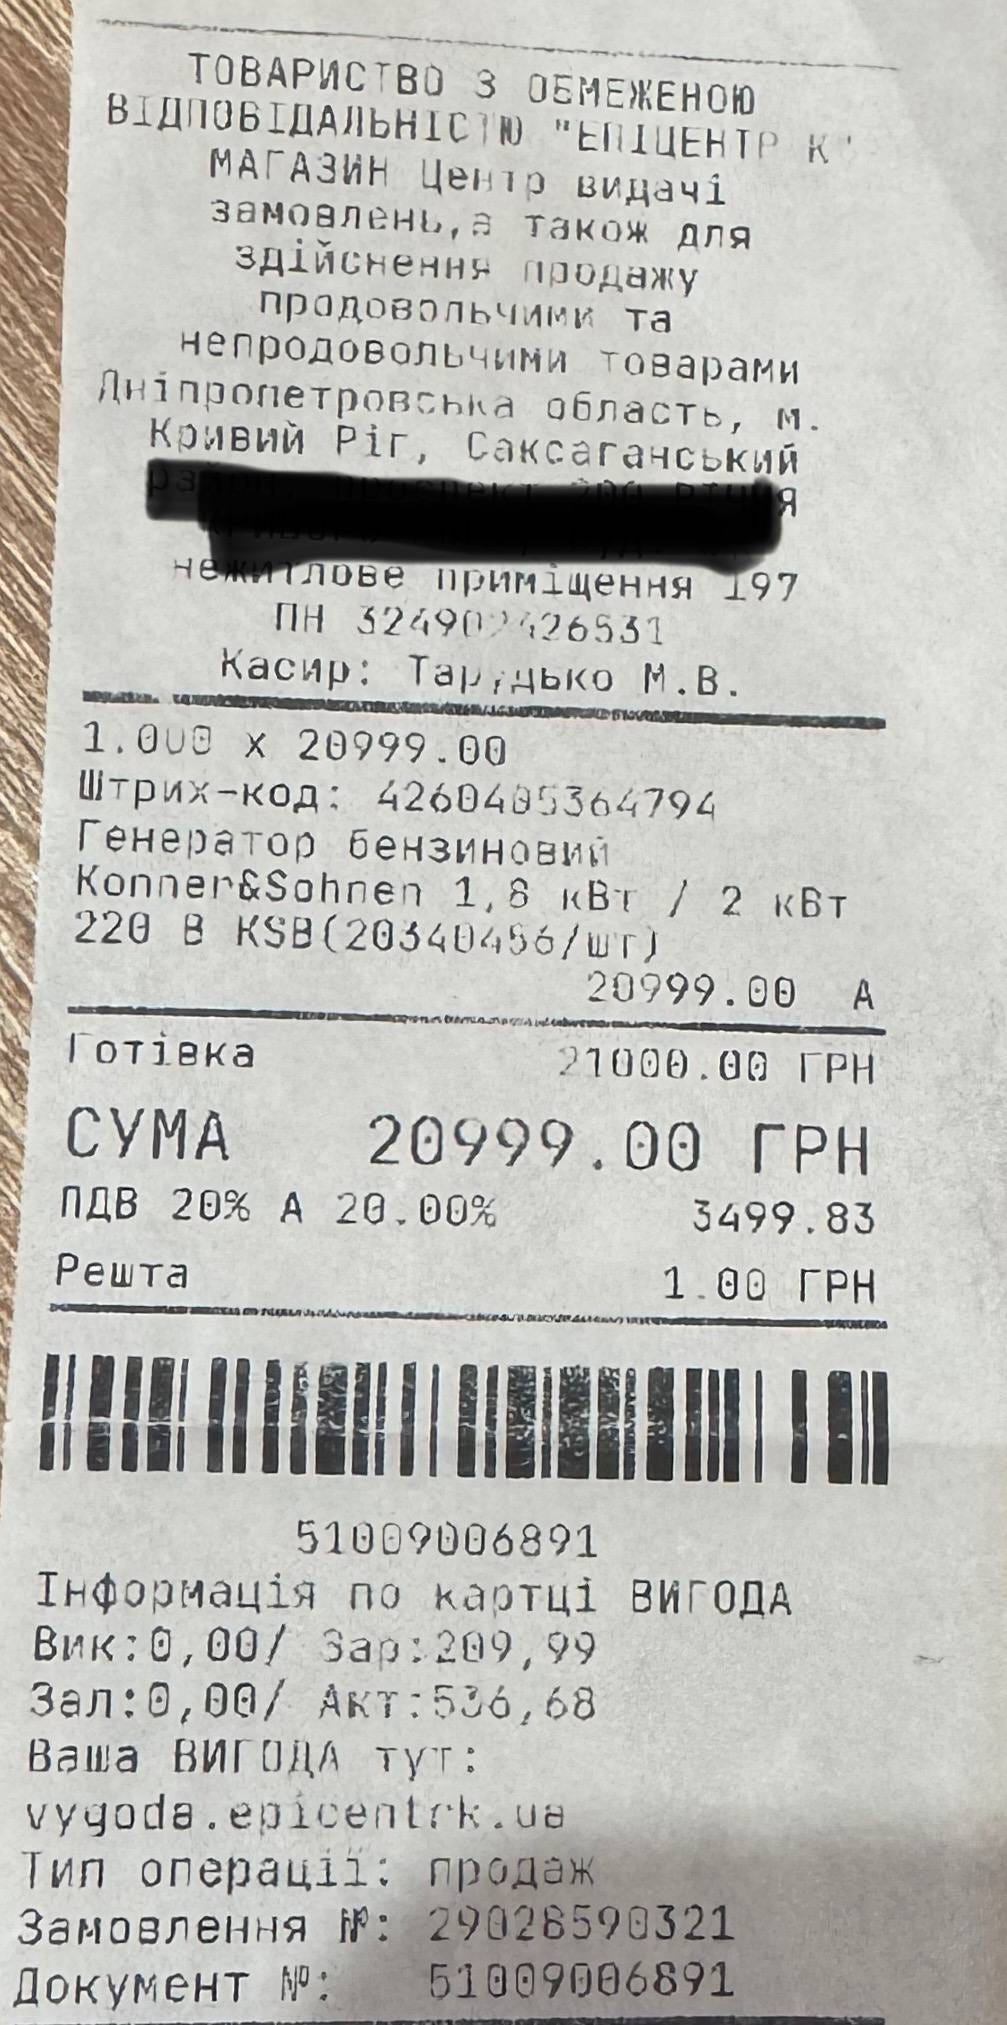 ТОВАРИСТВО З ОБМЕЖЕНОЮ
ВІДПОВІДАЛЬНІСТЮ "ЕПІЦЕНТР К"
МАГАЗИН Центр видачі
замовлень,а також для
здійснення продажу
продовольчими та
непродовольчими товарами
Дніпропетровська область, м.
Кривий Ріг, Саксаганський
нежитлове приміщення 197
ПН
Касир: М.В.
1.000 x 20999.00
Штрих-код: 4260405364794
Генератор бензиновий
Konner&Sohnen 1,8 кВт / 2 кВт
220 В KSB(20340456/шт)
20999.00 А
Готівка 21000.00 ГРН
СУМА 20999.00 ГРН
ПДВ 20% А 20.00% 3499.83
Решта 1.00 ГРН
51009006891
Інформація по картці ВИГОДА
Вик:0,00/ Зар:209,99
Зал:0,00/ Акт:536,68
Ваша ВИГОДА тут:
vygoda.epicentrk.ua
Тип операції: продаж
Замовлення №: 29028590321
Документ №: 51009006891